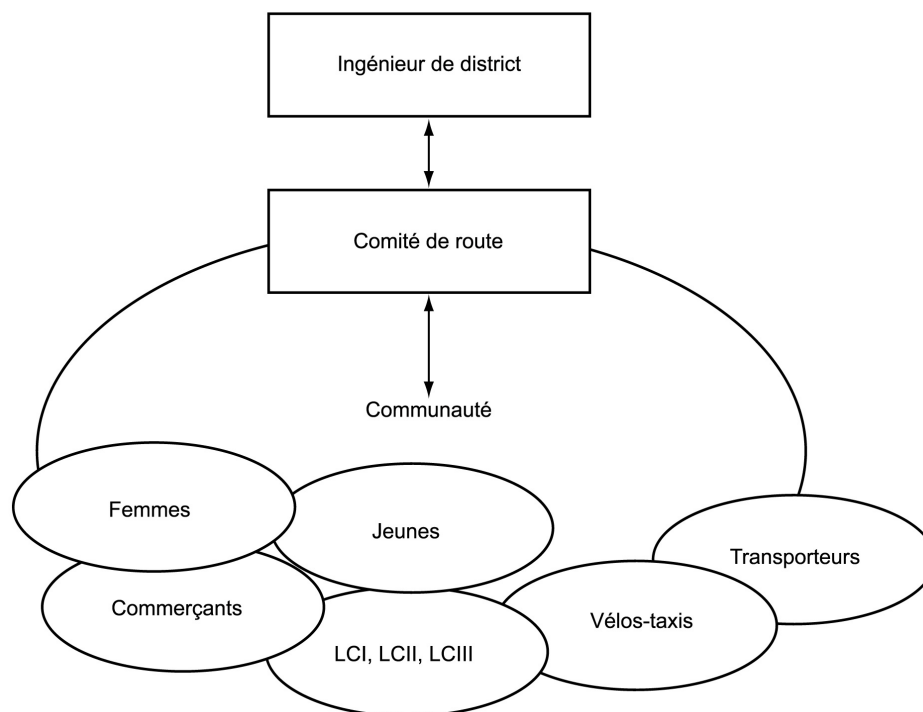 Ingénieur de district
Comité de route
Communauté
Femmes
Jeunes
Transporteurs
Commerçants
Vélos-taxis
LCI, LCII, LCIII